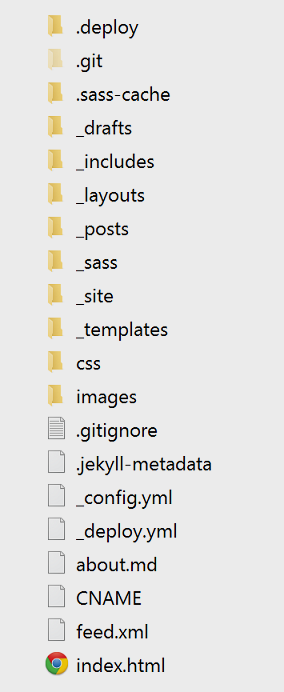 .deploy
.git
.sass-cache
_drafts
_includes
_layouts
_posts
_sass
_site
_templates
css
images
.gitignore
.jekyll-metadata
_config.yml
_deploy.yml
about.md
CNAME
feed.xml
index.html